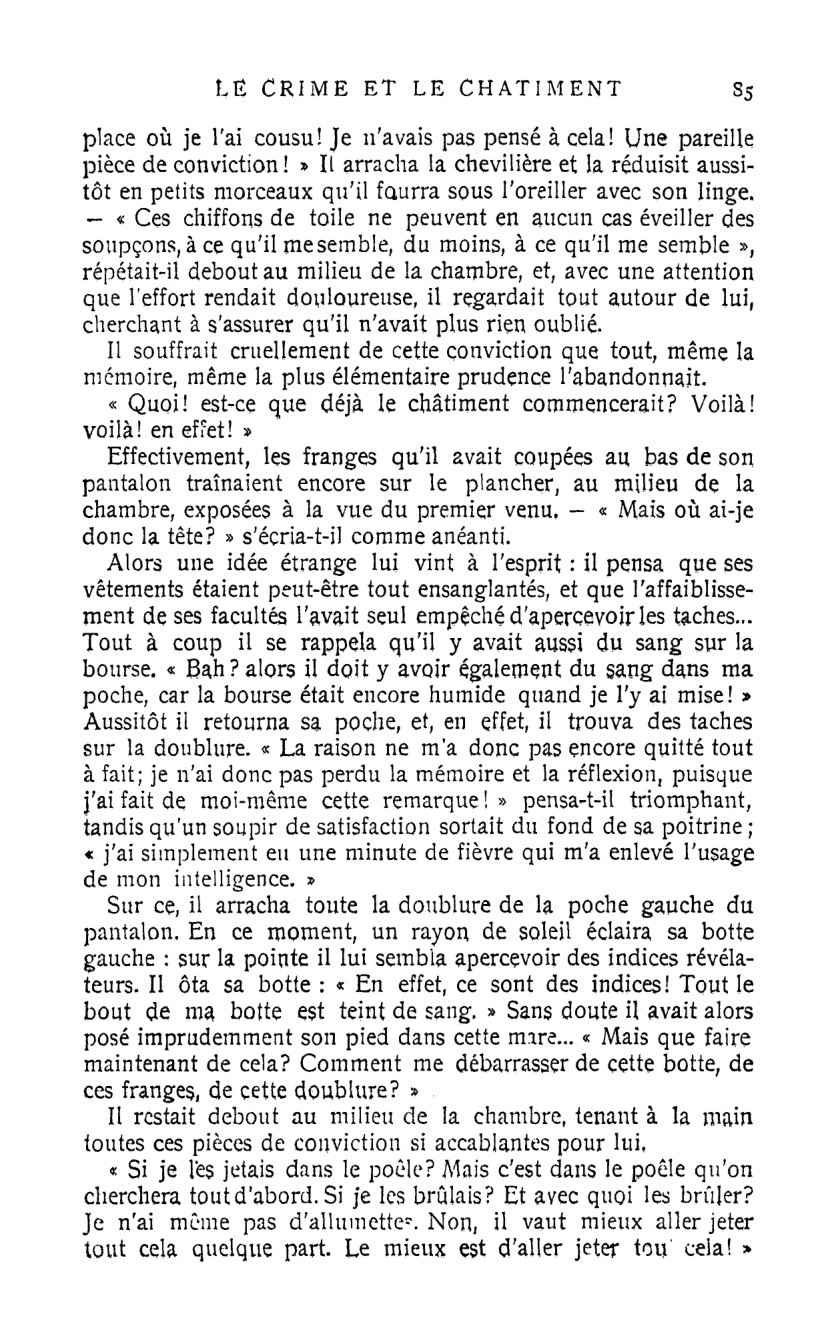 LE CRIME ET LE CHATIMENT 85
place où je l'ai cousu! Je n'avais pas pensé à cela! Une pareille
pièce de conviction! » Il arracha la chevilière et la réduisit aussi-
tôt en petits morceaux qu'il fourra sous l'oreiller avec son linge.
— « Ces chiffons de toile ne peuvent en aucun cas éveiller des
soupçons, à ce qu'il me semble, du moins, à ce qu'il me semble »,
répétait-il debout au milieu de la chambre, et, avec une attention
que l'effort rendait douloureuse, il regardait tout autour de lui,
cherchant à s'assurer qu'il n'avait plus rien oublié.
Il souffrait cruellement de cette conviction que tout, même la
mémoire, même la plus élémentaire prudence l'abandonnait.
« Quoi! est-ce que déjà le châtiment commencerait? Voilà!
voilà! en effet! »
Effectivement, les franges qu'il avait coupées au bas de son
pantalon traînaient encore sur le plancher, au milieu de la
chambre, exposées à la vue du premier venu. — « Mais où ai-je
donc la tête? » s'écria-t-il comme anéanti.
Alors une idée étrange lui vint à l'esprit : il pensa que ses
vêtements étaient peut-être tout ensanglantés, et que l'affaiblisse-
ment de ses facultés l'avait seul empêché d'apercevoir les taches...
Tout à coup il se rappela qu'il y avait aussi du sang sur la
bourse. « Bah? alors il doit y avoir également du sang dans ma
poche, car la bourse était encore humide quand je l'y ai mise! »
Aussitôt il retourna sa poche, et, en effet, il trouva des taches
sur la doublure. « La raison ne m'a donc pas encore quitté tout
à fait; je n'ai donc pas perdu la mémoire et la réflexion, puisque
j'ai fait de moi-même cette remarque! » pensa-t-il triomphant,
tandis qu'un soupir de satisfaction sortait du fond de sa poitrine;
« j'ai simplement eu une minute de fièvre qui m'a enlevé l'usage
de mon intelligence. »
Sur ce, il arracha toute la doublure de la poche gauche du
pantalon. En ce moment, un rayon de soleil éclaira sa botte
gauche : sur la pointe il lui sembla apercevoir des indices révéla-
teurs. Il ôta sa botte : « En effet, ce sont des indices! Tout le
bout de ma botte est teint de sang. » Sans doute il avait alors
posé imprudemment son pied dans cette mare... « Mais que faire
maintenant de cela? Comment me débarrasser de cette botte, de
ces franges, de cette doublure? »
Il restait debout au milieu de la chambre, tenant à la main
toutes ces pièces de conviction si accablantes pour lui.
« Si je les jetais dans le poêle? Mais c'est dans le poêle qu'on
cherchera tout d'abord. Si je les brûlais? Et avec quoi les brûler?
Je n'ai même pas d'allumettes. Non, il vaut mieux aller jeter
tout cela quelque part. Le mieux est d'aller jeter tou cela! »